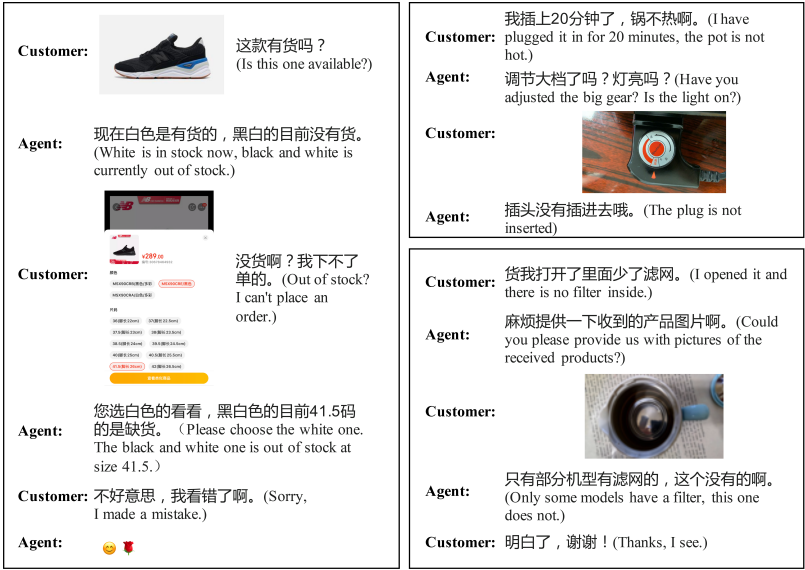 Customer:
这款有货吗？
(Is this one available?)
Agent:
现在白色是有货的，黑白的目前没有货。
(White is in stock now, black and white is
currently out of stock.)
Customer:
¥289.00
颜色
尺码
没货啊？我下不了
单的。(Out of stock?
I can't place an
order.)
Agent:
您选白色的看看，黑白色的目前41.5码
的是缺货。（Please choose the white one.
The black and white one is out of stock at
size 41.5.）
Customer: 不好意思，我看错了啊。(Sorry,
I made a mistake.)
Agent:
Customer:
我插上20分钟了，锅不热啊。(I have
plugged it in for 20 minutes, the pot is not
hot.)
Agent:
调节大档了吗？灯亮吗？(Have you
adjusted the big gear? Is the light on?)
Customer:
Agent:
插头没有插进去哦。(The plug is not
inserted)
Customer:
货我打开了里面少了滤网。(I opened it and
there is no filter inside.)
Agent:
麻烦提供一下收到的产品图片啊。(Could
you please provide us with pictures of the
received products?)
Customer:
Agent:
只有部分机型有滤网的，这个没有的啊。
(Only some models have a filter, this one
does not.)
Customer: 明白了，谢谢！(Thanks, I see.)